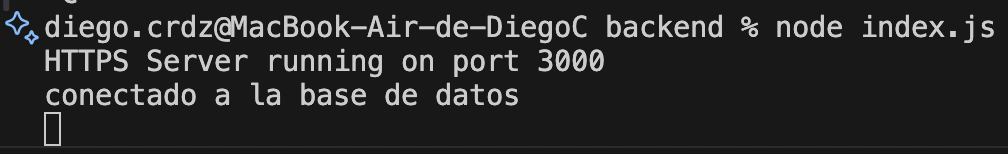 diego.crdz@MacBook-Air-de-DiegoC backend % node index.js
HTTPS Server running on port 3000
conectado a la base de datos